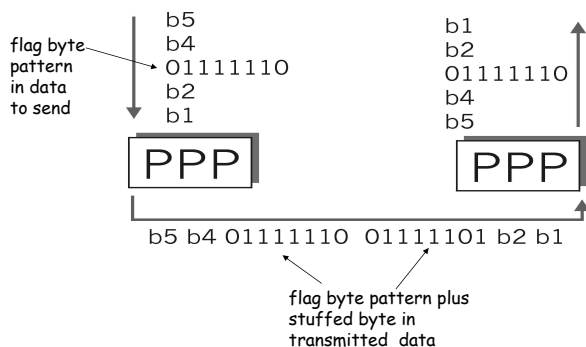 b5
b4
flag byte
pattern
in data
to send
01111110
b2
b1
PPP
b1
b2
01111110
b4
b5
PPP
b5 b4 01111110 01111101 b2 b1
flag byte pattern plus
stuffed byte in
transmitted data